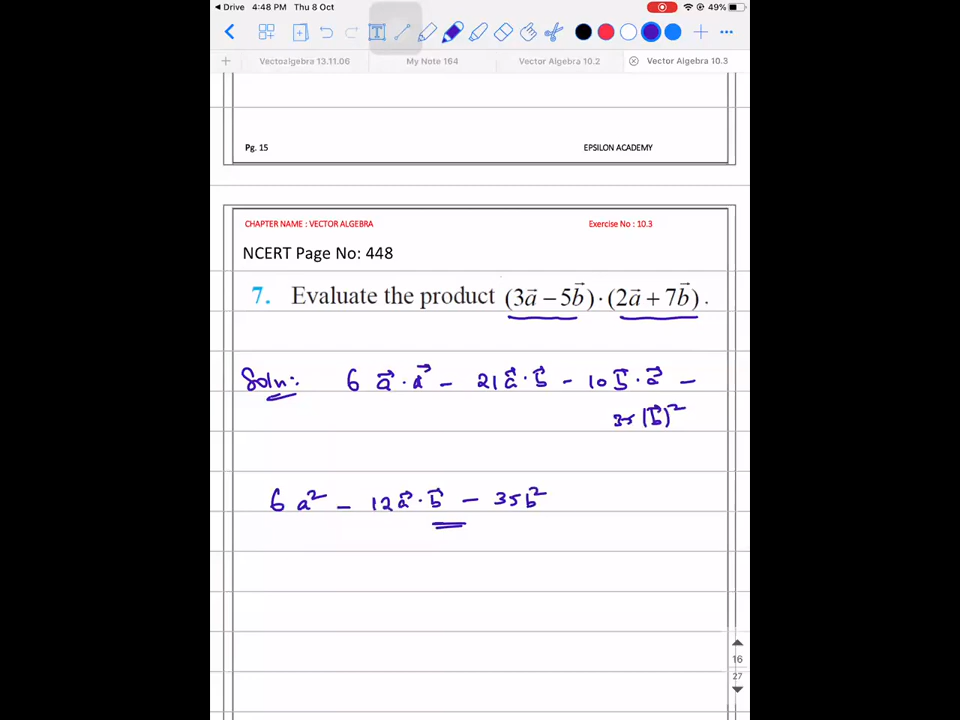 Drive 4:48 PM Thu 8 Oct 49%
Vectoalgebra 13.11.06 My Note 164 Vector Algebra 10.2 Vector Algebra 10.3
Pg. 15 EPSILON ACADEMY
CHAPTER NAME : VECTOR ALGEBRA Exercise No : 10.3
NCERT Page No: 448
7. Evaluate the product (3a⃗ − 5b⃗) · (2a⃗ + 7b⃗) .
Soln: 6 a⃗ · a⃗ − 21 a⃗ · b⃗ − 10 b⃗ · a⃗ −
35 (b⃗)²
6 a² − 12 a⃗ · b⃗ − 35b²
16
27